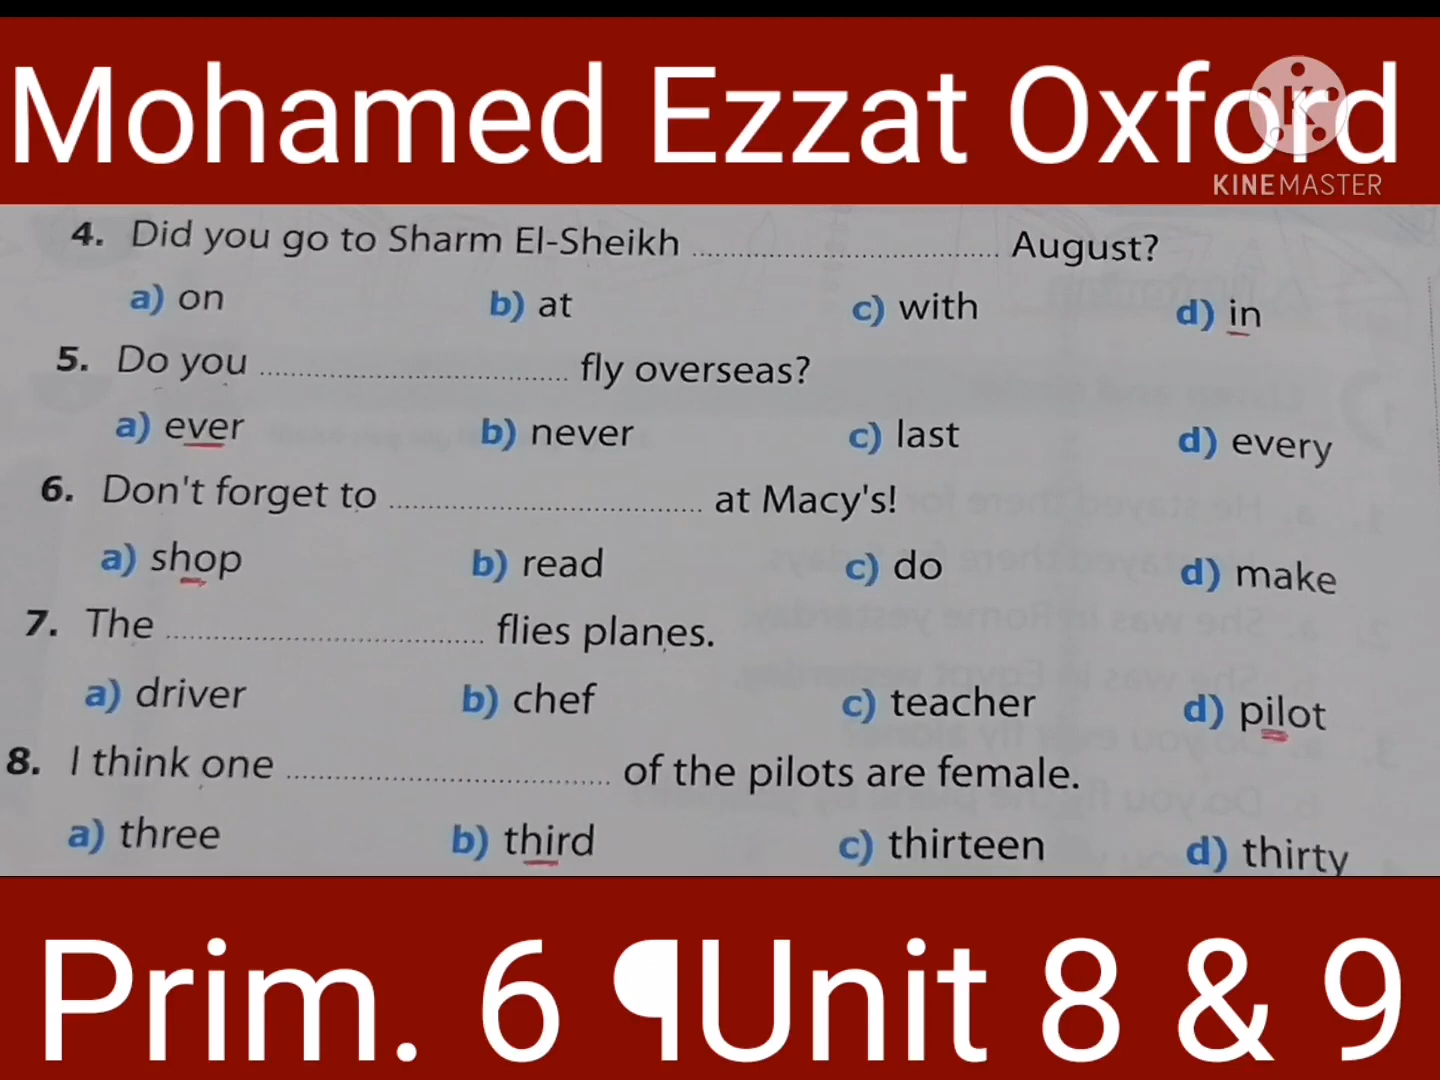 Mohamed Ezzat Oxford
KINEMASTER
4. Did you go to Sharm El-Sheikh .................... August?
a) on b) at c) with d) in
5. Do you .................... fly overseas?
a) ever b) never c) last d) every
6. Don't forget to .................... at Macy's!
a) shop b) read c) do d) make
7. The .................... flies planes.
a) driver b) chef c) teacher d) pilot
8. I think one .................... of the pilots are female.
a) three b) third c) thirteen d) thirty
Prim. 6 ¶Unit 8 & 9